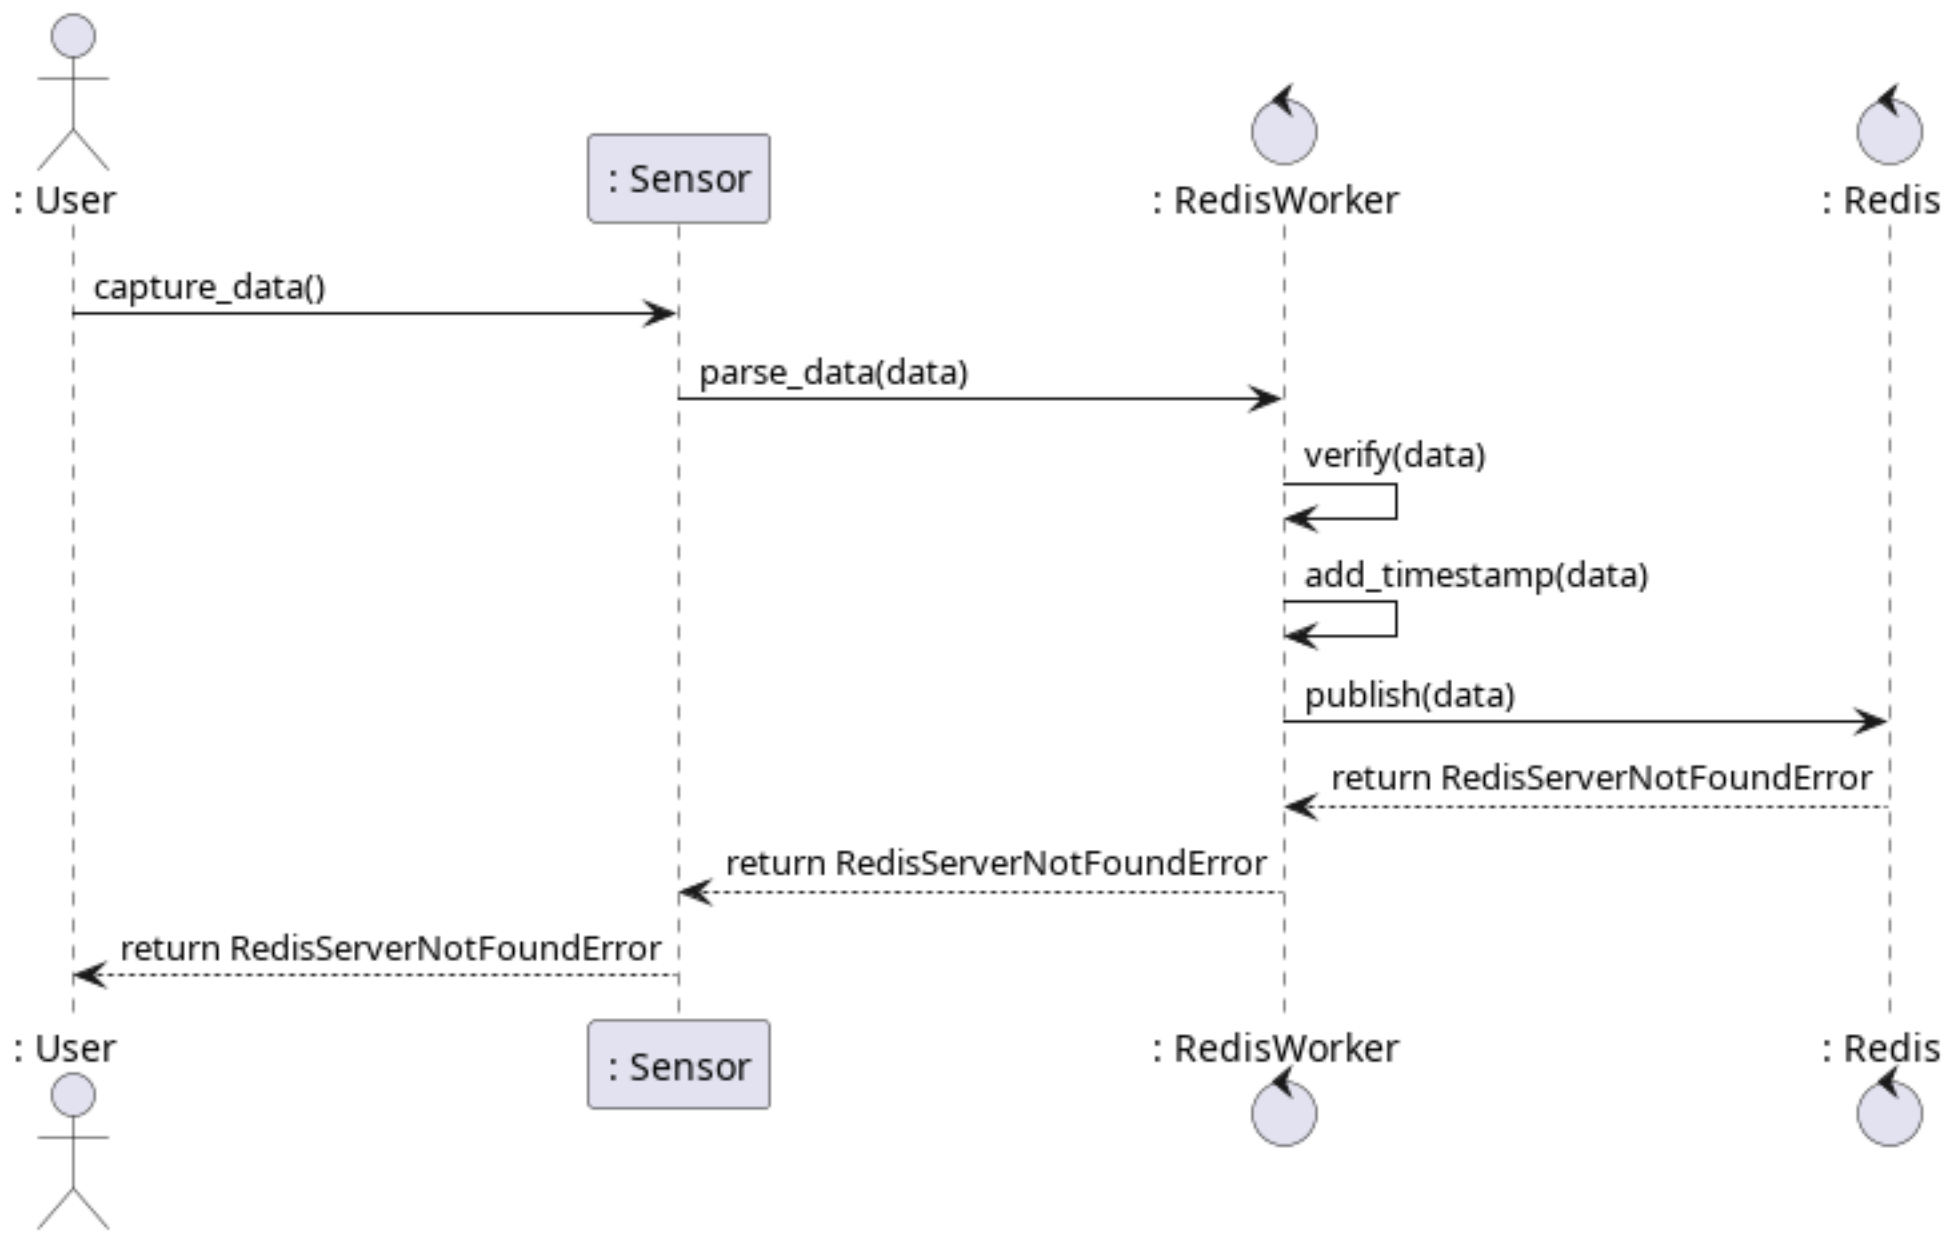 : User
: Sensor
: RedisWorker
: Redis
capture_data()
parse_data(data)
verify(data)
add_timestamp(data)
publish(data)
return RedisServerNotFoundError
return RedisServerNotFoundError
return RedisServerNotFoundError
: User
: Sensor
: RedisWorker
: Redis